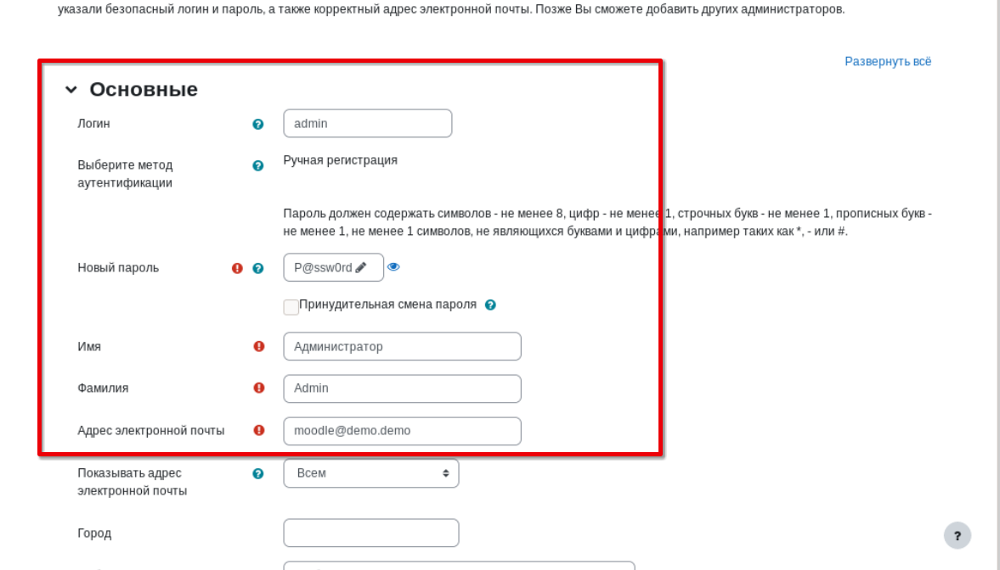 указали безопасный логин и пароль, а также корректный адрес электронной почты. Позже Вы сможете добавить других администраторов.
Развернуть всё
Основные
Логин
admin
Выберите метод
аутентификации
Ручная регистрация
Пароль должен содержать символов - не менее 8, цифр - не менее 1, строчных букв - не менее 1, прописных букв -
не менее 1, не менее 1 символов, не являющихся буквами и цифрами, например таких как *, - или #.
Новый пароль
P@ssw0rd
Принудительная смена пароля
Имя
Администратор
Фамилия
Admin
Адрес электронной почты
moodle@demo.demo
Показывать адрес
электронной почты
Всем
Город